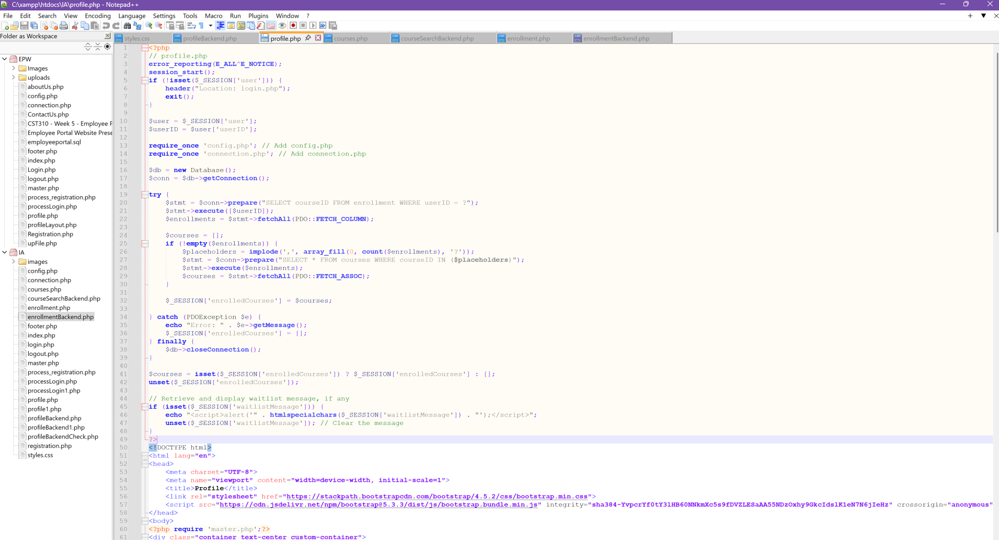 C:\xampp\htdocs\IA\profile.php - Notepad++
File Edit Search View Encoding Language Settings Tools Macro Run Plugins Window ?
Folder as Workspace
styles.css profileBackend.php profile.php courses.php courseSearchBackend.php enrollment.php enrollmentBackend.php
EPW
Images
uploads
aboutUs.php
config.php
connection.php
ContactUs.php
CST310 - Week 5 - Employee
Employee Portal Website Prese
employeeportal.sql
footer.php
index.php
Login.php
logout.php
master.php
process_registration.php
processLogin.php
profile.php
profileLayout.php
Registration.php
upFile.php
IA
images
config.php
connection.php
courses.php
courseSearchBackend.php
enrollment.php
enrollmentBackend.php
footer.php
index.php
login.php
logout.php
master.php
process_registration.php
processLogin.php
processLogin1.php
profile.php
profile1.php
profileBackend.php
profileBackend1.php
profileBackendCheck.php
registration.php
styles.css
1 <?php
2 // profile.php
3 error_reporting(E_ALL^E_NOTICE);
4 session_start();
5 if (!isset($_SESSION['user'])) {
6     header("Location: login.php");
7     exit();
8 }
9
10 $user = $_SESSION['user'];
11 $userID = $user['userID'];
12
13 require_once 'config.php'; // Add config.php
14 require_once 'connection.php'; // Add connection.php
15
16 $db = new Database();
17 $conn = $db->getConnection();
18
19 try {
20     $stmt = $conn->prepare("SELECT courseID FROM enrollment WHERE userID = ?");
21     $stmt->execute([$userID]);
22     $enrollments = $stmt->fetchAll(PDO::FETCH_COLUMN);
23
24     $courses = [];
25     if (!empty($enrollments)) {
26         $placeholders = implode(',', array_fill(0, count($enrollments), '?'));
27         $stmt = $conn->prepare("SELECT * FROM courses WHERE courseID IN ($placeholders)");
28         $stmt->execute($enrollments);
29         $courses = $stmt->fetchAll(PDO::FETCH_ASSOC);
30     }
31
32     $_SESSION['enrolledCourses'] = $courses;
33
34 } catch (PDOException $e) {
35     echo "Error: " . $e->getMessage();
36     $_SESSION['enrolledCourses'] = [];
37 } finally {
38     $db->closeConnection();
39 }
40
41 $courses = isset($_SESSION['enrolledCourses']) ? $_SESSION['enrolledCourses'] : [];
42 unset($_SESSION['enrolledCourses']);
43
44 // Retrieve and display waitlist message, if any
45 if (isset($_SESSION['waitlistMessage'])) {
46     echo "<script>alert('" . htmlspecialchars($_SESSION['waitlistMessage']) . "');</script>";
47     unset($_SESSION['waitlistMessage']); // Clear the message
48 }
49 ?>
50 <!DOCTYPE html>
51 <html lang="en">
52 <head>
53     <meta charset="UTF-8">
54     <meta name="viewport" content="width=device-width, initial-scale=1">
55     <title>Profile</title>
56     <link rel="stylesheet" href="https://stackpath.bootstrapcdn.com/bootstrap/4.5.2/css/bootstrap.min.css">
57     <script src="https://cdn.jsdelivr.net/npm/bootstrap@5.3.3/dist/js/bootstrap.bundle.min.js" integrity="sha384-YvpcrYf0tY3lHB60NNkmXc5s9fDVZLESaAA55NDzOxhy9GkcIdslK1eN7N6jIeHz" crossorigin="anonymous"
58 </head>
59 <body>
60 <?php require 'master.php';?>
61 <div class="container text-center custom-container">